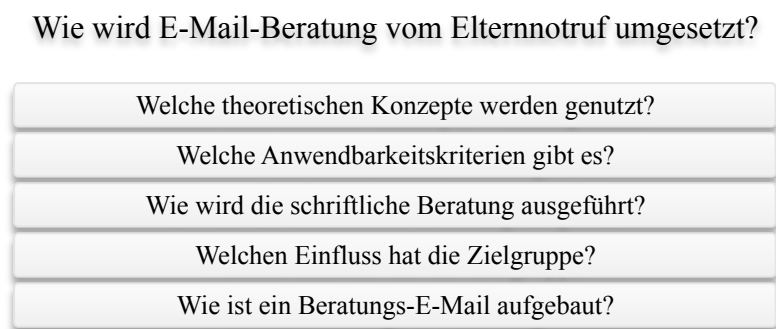 Wie wird E-Mail-Beratung vom Elternnotruf umgesetzt?
Welche theoretischen Konzepte werden genutzt?
Welche Anwendbarkeitskriterien gibt es?
Wie wird die schriftliche Beratung ausgeführt?
Welchen Einfluss hat die Zielgruppe?
Wie ist ein Beratungs-E-Mail aufgebaut?